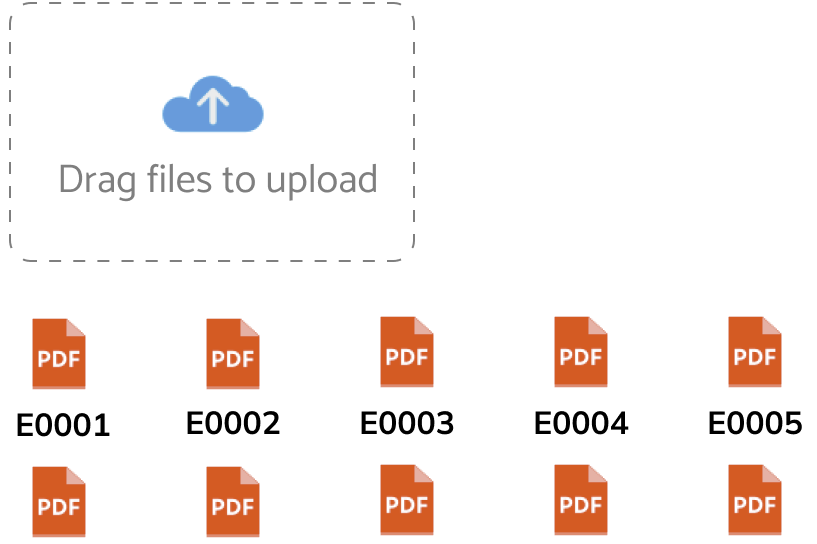 Drag files to upload
PDF PDF PDF PDF PDF
E0001 E0002 E0003 E0004 E0005
PDF PDF PDF PDF PDF